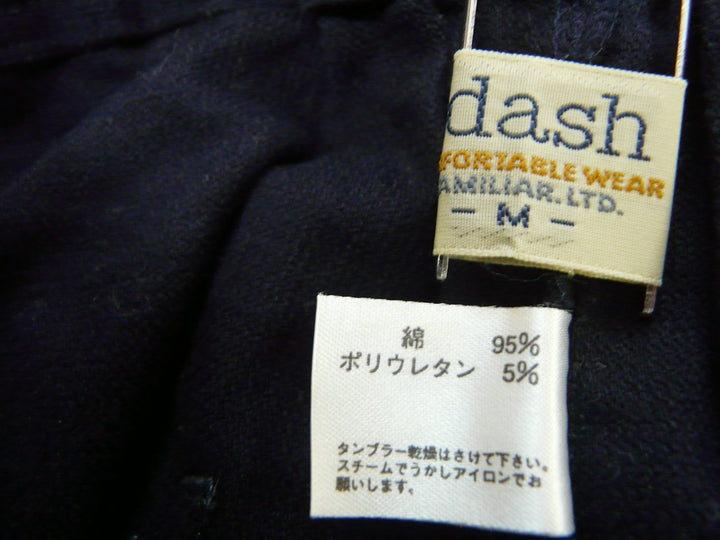 dash
FORTABLE WEAR
AMILIAR. LTD.
- M -
綿 95%
ポリウレタン 5%
タンブラー乾燥はさけて下さい。
スチームでうかしアイロンでお
願いします。